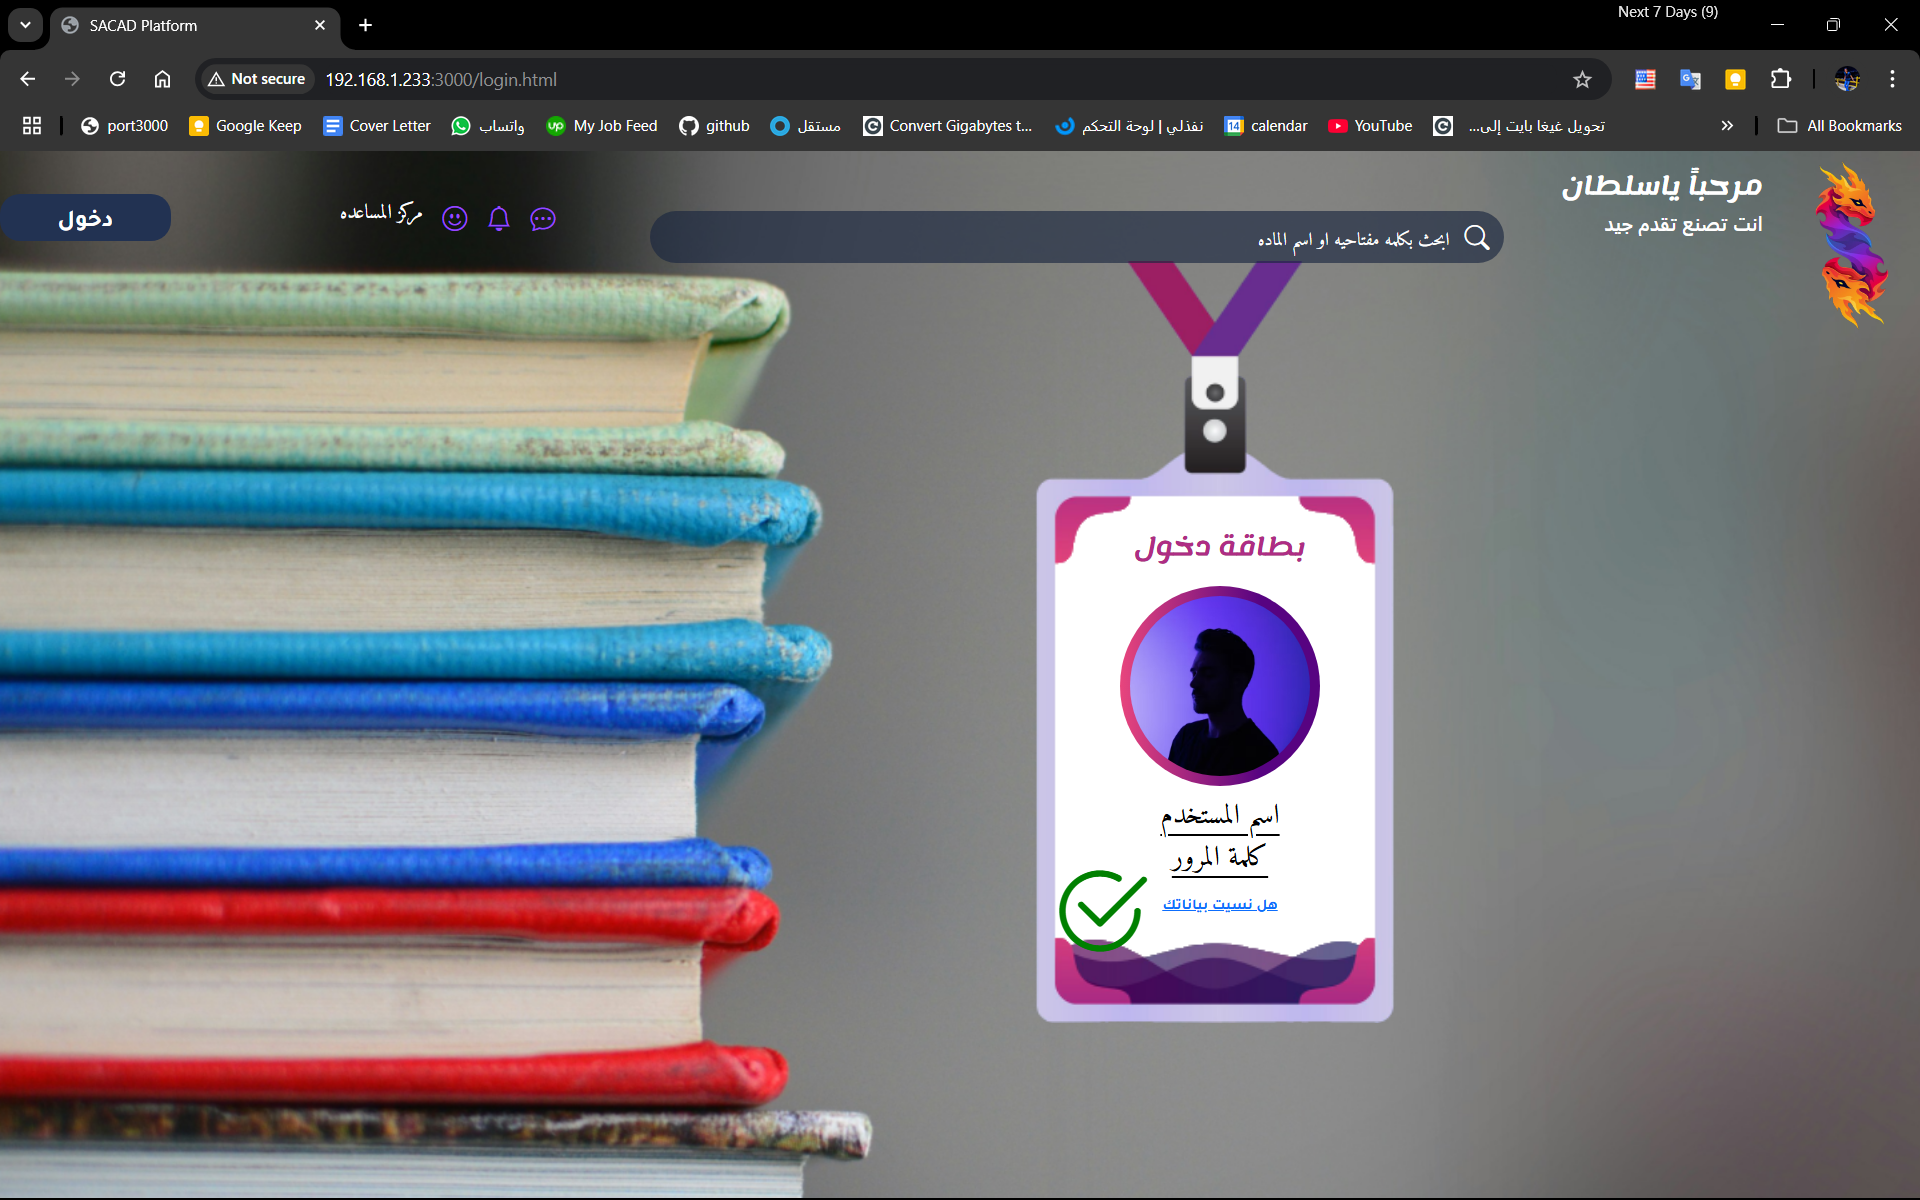 SACAD Platform
Next 7 Days (9)
Not secure
192.168.1.233:3000/login.html
port3000
Google Keep
Cover Letter
واتساب
My Job Feed
github
مستقل
Convert Gigabytes t...
نفذلي | لوحة التحكم
calendar
YouTube
تحويل غيغا بايت إلى...
All Bookmarks
مرحباً ياسلطان
انت تصنع تقدم جيد
ابحث بكلمه مفتاحيه او اسم الماده
مركز المساعده
دخول
بطاقة دخول
اسم المستخدم
كلمة المرور
هل نسيت بياناتك